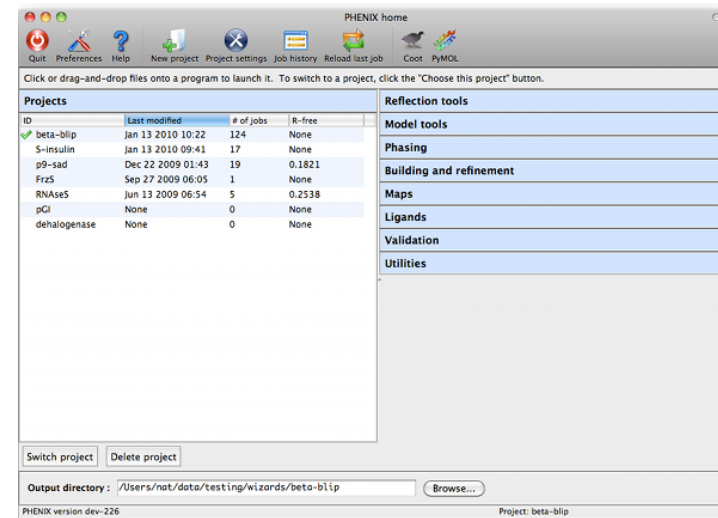 PHENIX home
Quit Preferences Help New project Project settings Job history Reload last job Coot PyMOL
Click or drag-and-drop files onto a program to launch it. To switch to a project, click the "Choose this project" button.
Projects
ID Last modified # of jobs R-free
beta-blip Jan 13 2010 10:22 124 None
S-insulin Jan 13 2010 09:41 17 None
p9-sad Dec 22 2009 01:43 19 0.1821
FrzS Sep 27 2009 06:05 1 None
RNAseS Jun 13 2009 06:54 5 0.2538
pGI None 0 None
dehalogenase None 0 None
Reflection tools
Model tools
Phasing
Building and refinement
Maps
Ligands
Validation
Utilities
Switch project Delete project
Output directory : /Users/nat/data/testing/wizards/beta-blip Browse...
PHENIX version dev-226 Project: beta-blip